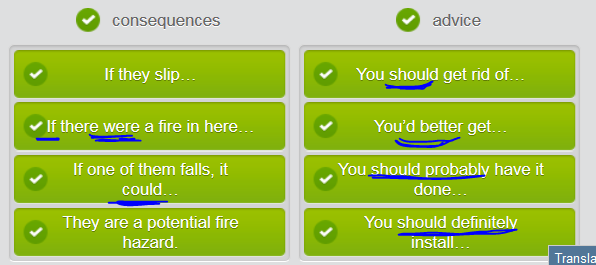 consequences
advice
If they slip…
You should get rid of…
If there were a fire in here…
You’d better get…
If one of them falls, it
could…
You should probably have it
done…
They are a potential fire
hazard.
You should definitely
install…
Transla